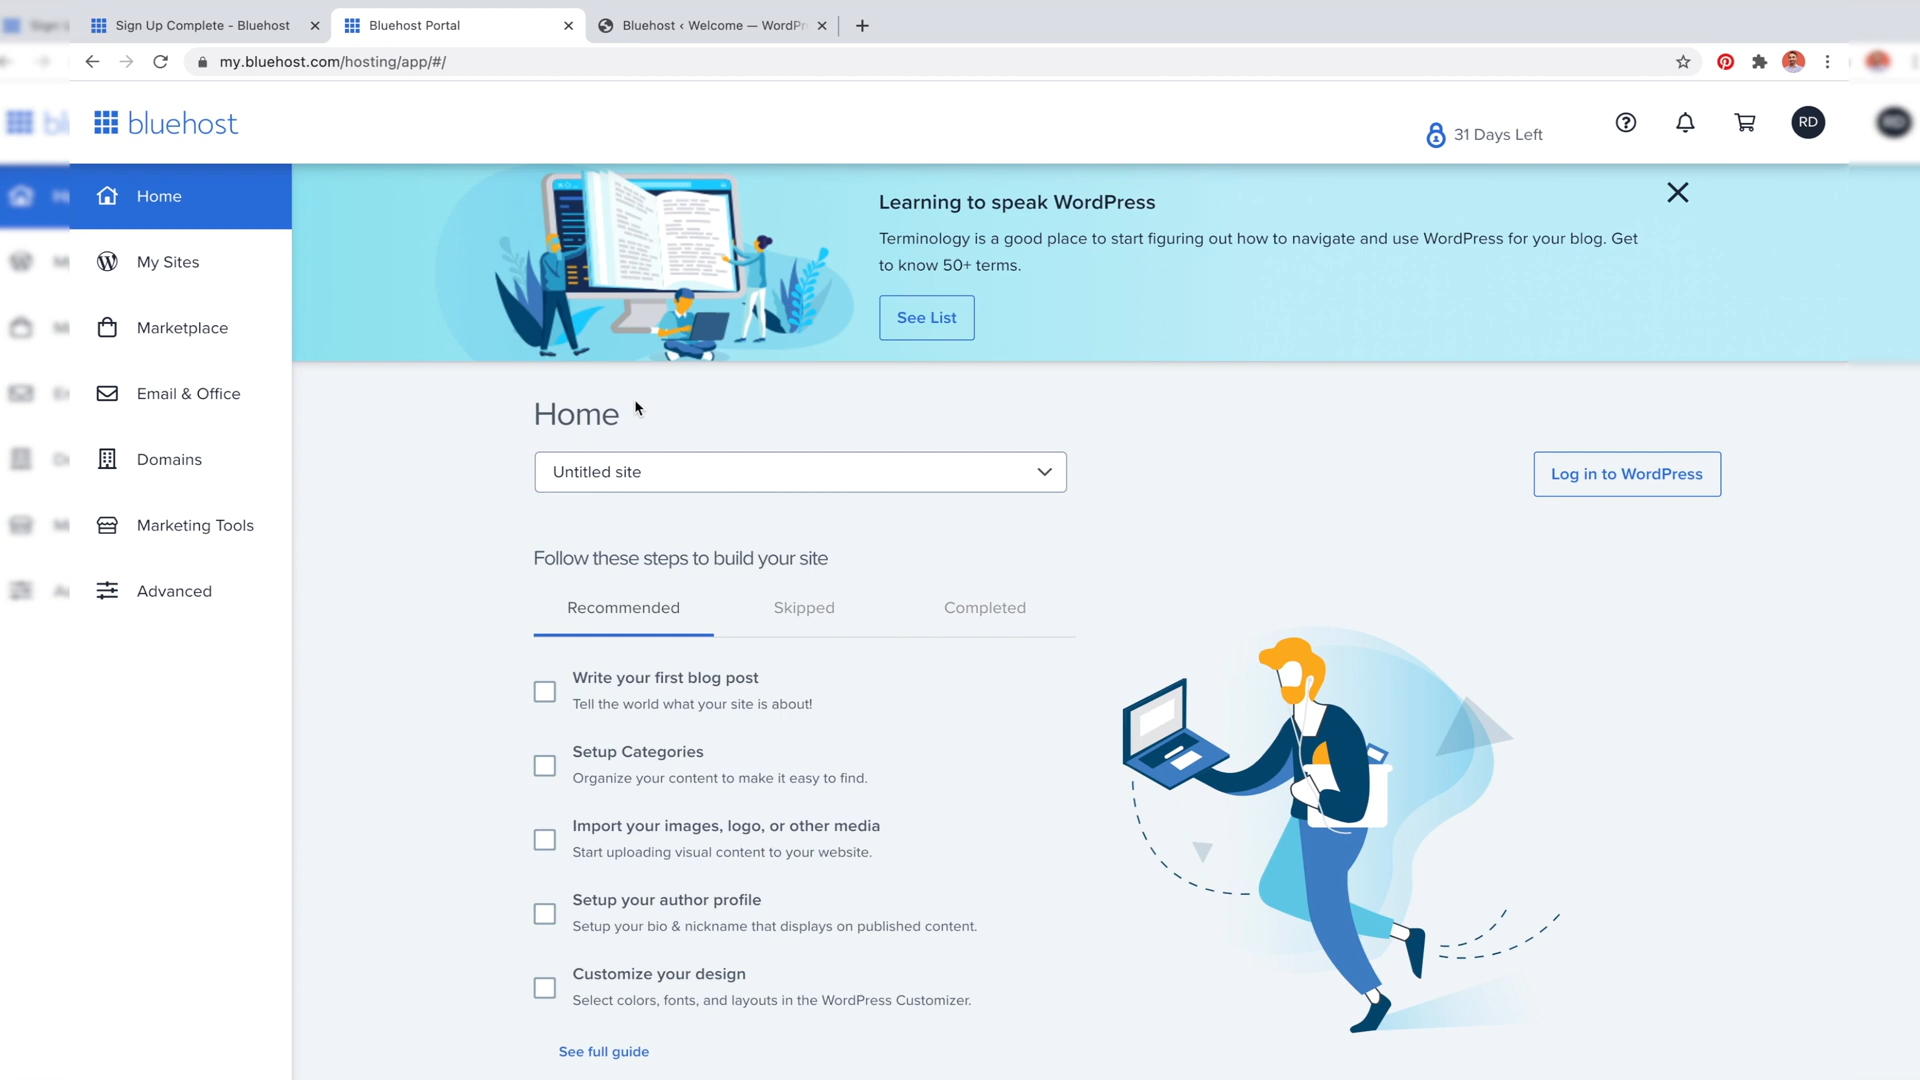 Sign Up Complete - Bluehost
Bluehost Portal
Bluehost ‹ Welcome — WordPr
my.bluehost.com/hosting/app/#/
bluehost
31 Days Left
RD
Home
My Sites
Marketplace
Email & Office
Domains
Marketing Tools
Advanced
Learning to speak WordPress
Terminology is a good place to start figuring out how to navigate and use WordPress for your blog. Get
to know 50+ terms.
See List
Home
Untitled site
Log in to WordPress
Follow these steps to build your site
Recommended
Skipped
Completed
Write your first blog post
Tell the world what your site is about!
Setup Categories
Organize your content to make it easy to find.
Import your images, logo, or other media
Start uploading visual content to your website.
Setup your author profile
Setup your bio & nickname that displays on published content.
Customize your design
Select colors, fonts, and layouts in the WordPress Customizer.
See full guide